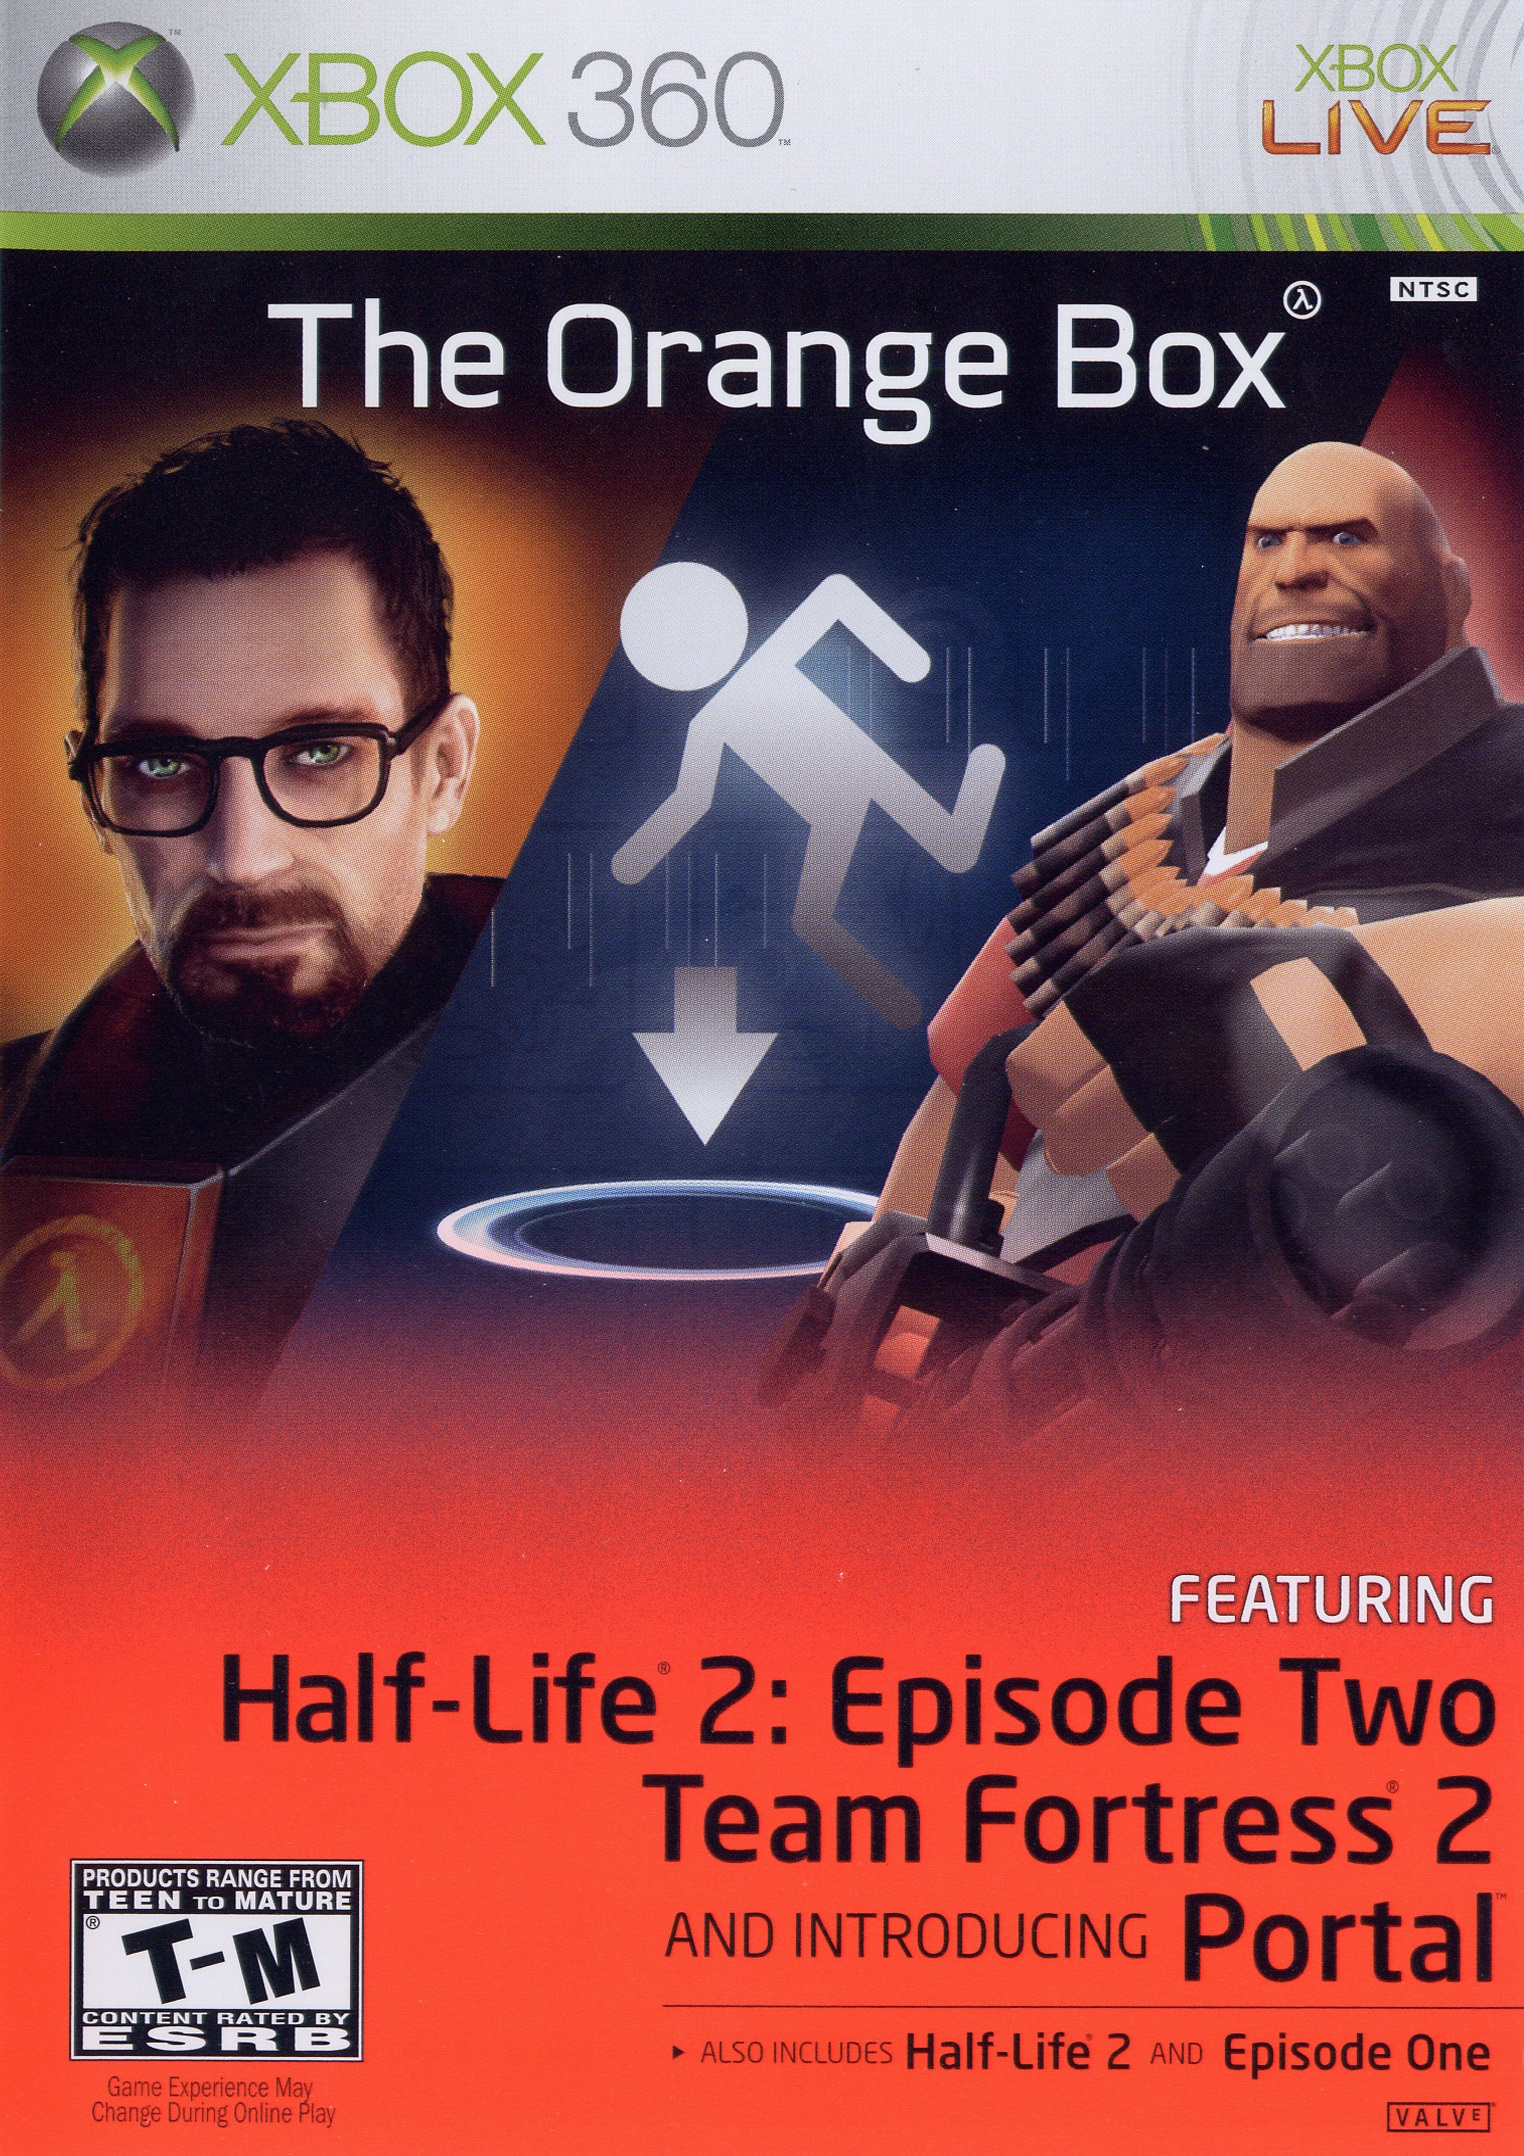 XBOX 360™
XBOX
LIVE®
NTSC
The Orange Box
FEATURING
Half-Life® 2: Episode Two
Team Fortress® 2
AND INTRODUCING Portal™
▸ ALSO INCLUDES Half-Life® 2 AND Episode One
PRODUCTS RANGE FROM
TEEN TO MATURE
®
T-M
CONTENT RATED BY
ESRB
Game Experience May
Change During Online Play
VALVE®